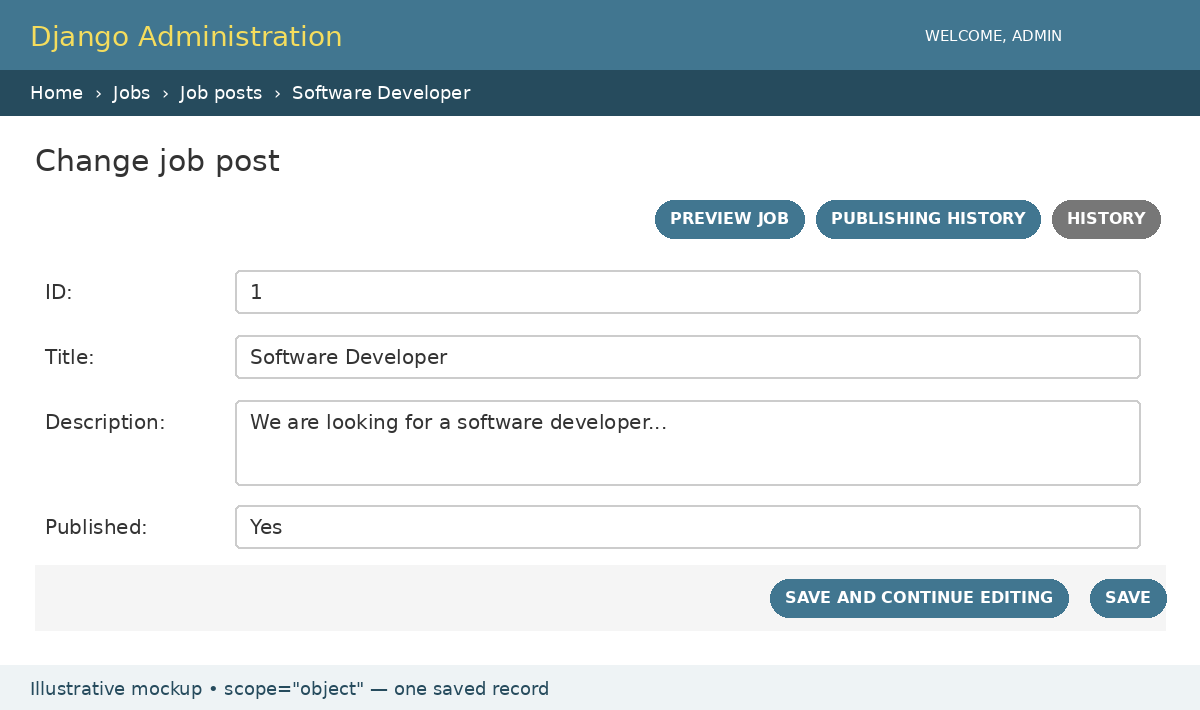 Django Administration
WELCOME, ADMIN
Home › Jobs › Job posts › Software Developer
Change job post
PREVIEW JOB PUBLISHING HISTORY HISTORY
ID: 1
Title: Software Developer
Description: We are looking for a software developer...
Published: Yes
SAVE AND CONTINUE EDITING SAVE
Illustrative mockup • scope="object" — one saved record